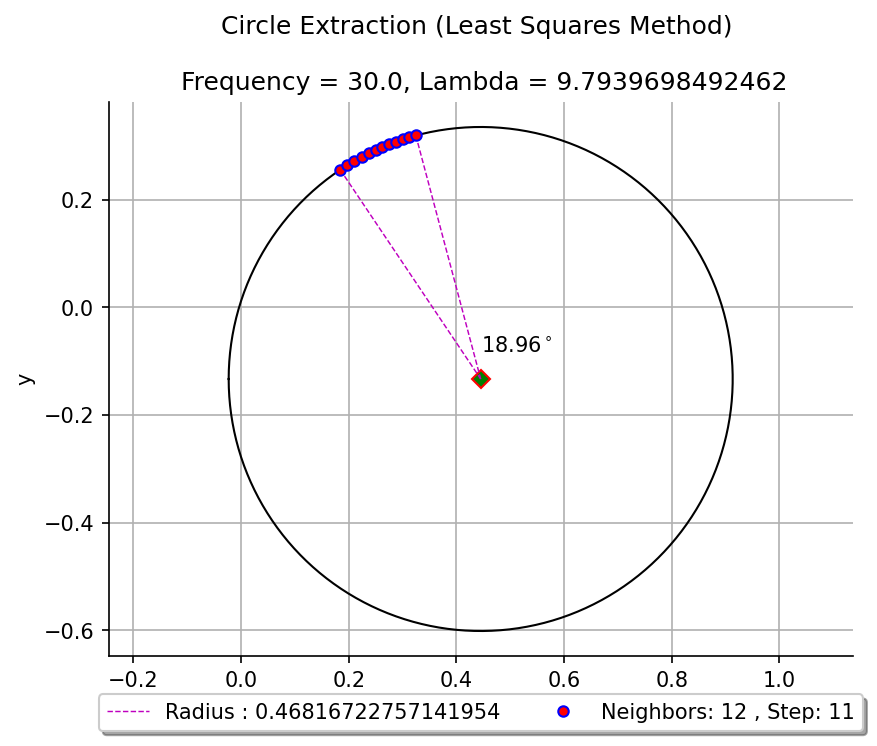 Circle Extraction (Least Squares Method)
Frequency = 30.0, Lambda = 9.7939698492462
0.2
0.0
−0.2
−0.4
−0.6
y
18.96°
−0.2 0.0 0.2 0.4 0.6 0.8 1.0
Radius : 0.46816722757141954 Neighbors: 12 , Step: 11